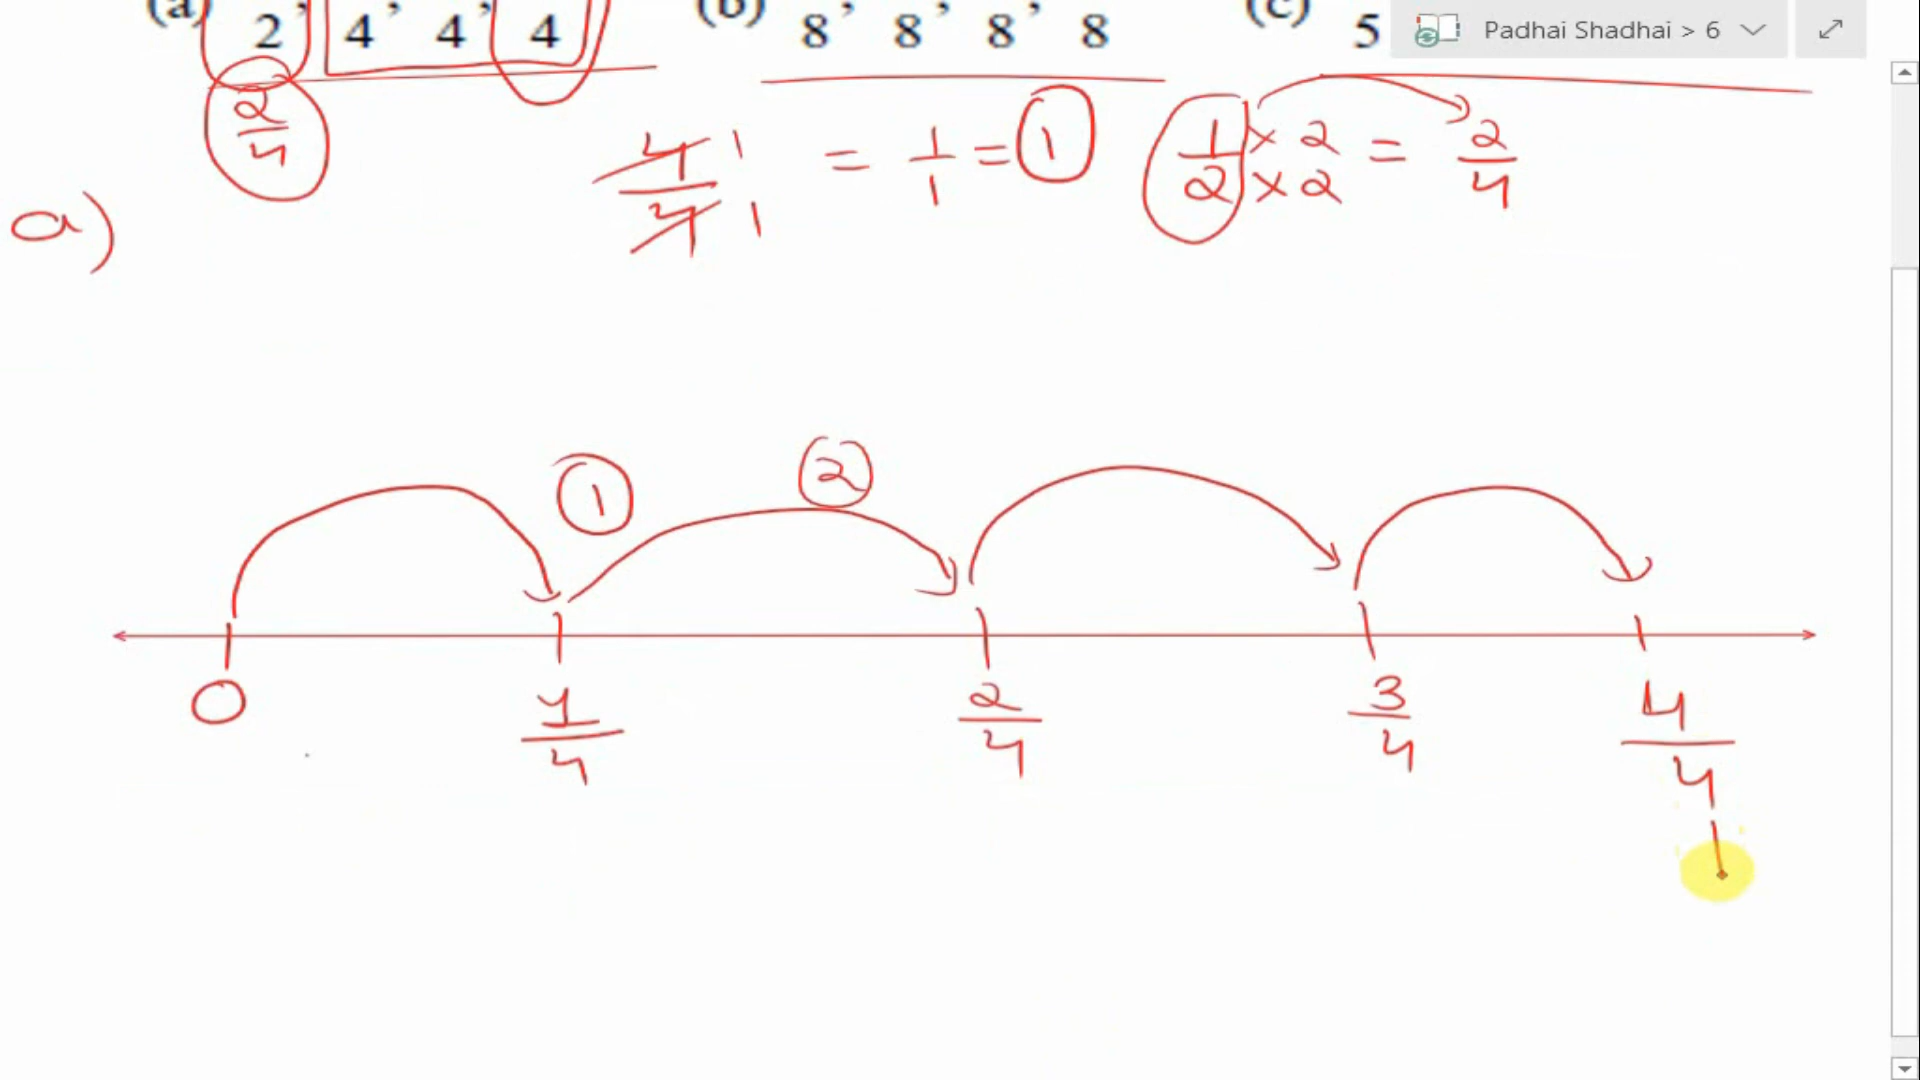 (a) 2, 4, 4, 4 (b) 8, 8, 8, 8 (c) 5
Padhai Shadhai > 6
2/4
a)
4/4 1/1 = 1/1 = 1
1/2 × 2/× 2 = 2/4
1 2
0 1/4 2/4 3/4 4/4